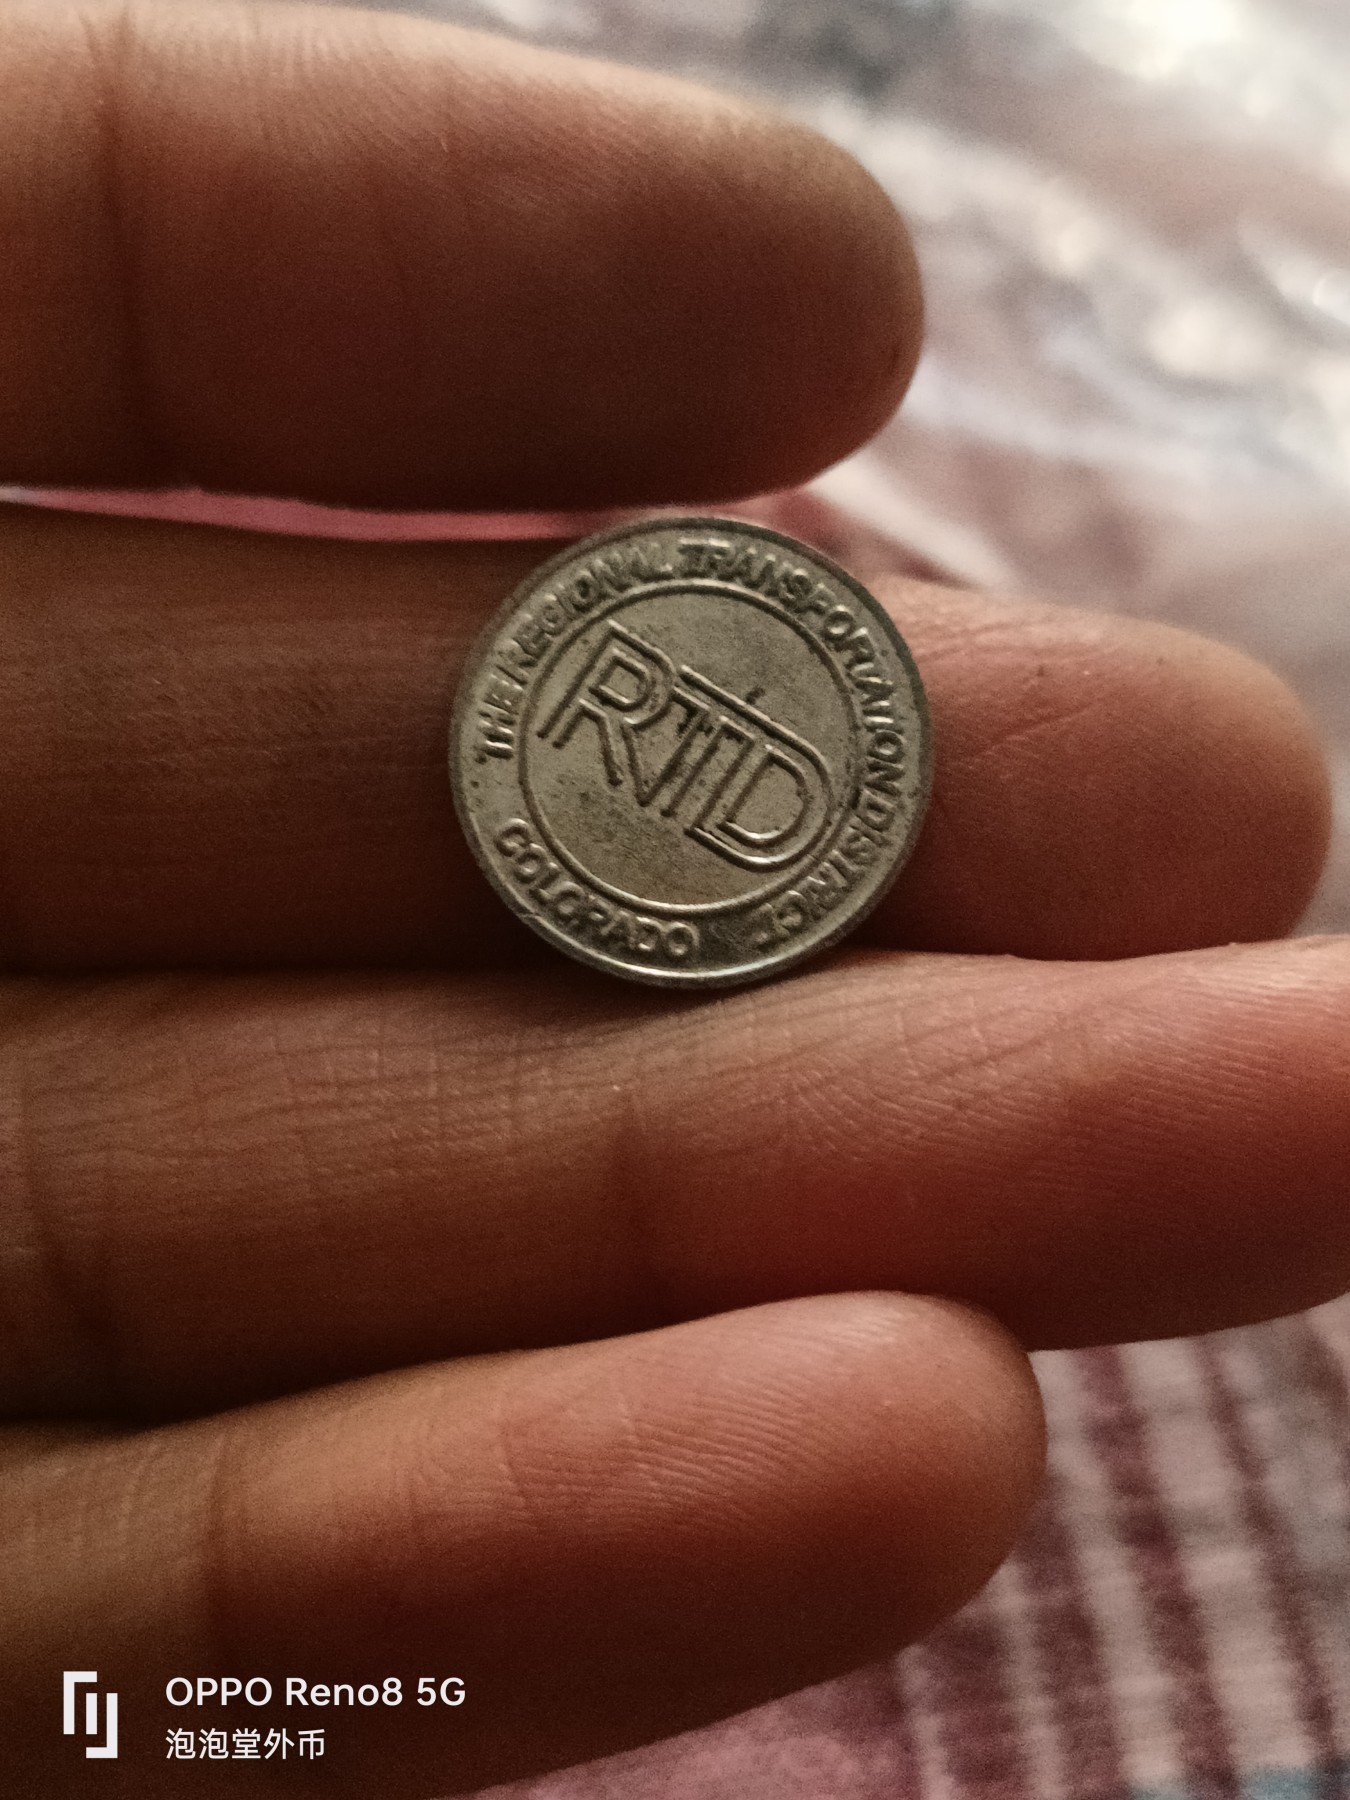 THE REGIONAL TRANSPORTATION DISTRICT
RTD
COLORADO
OPPO Reno8 5G
泡泡堂外币